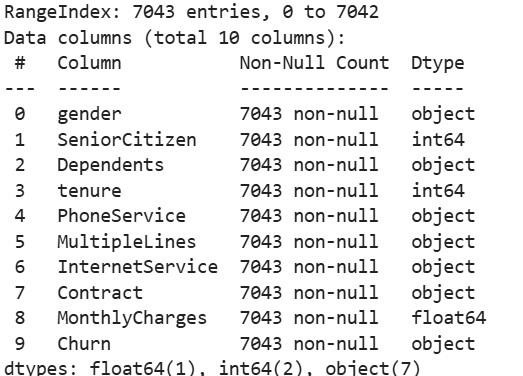 RangeIndex: 7043 entries, 0 to 7042
Data columns (total 10 columns):
 #   Column           Non-Null Count  Dtype
---  ------           --------------  -----
 0   gender           7043 non-null   object
 1   SeniorCitizen    7043 non-null   int64
 2   Dependents       7043 non-null   object
 3   tenure           7043 non-null   int64
 4   PhoneService     7043 non-null   object
 5   MultipleLines    7043 non-null   object
 6   InternetService  7043 non-null   object
 7   Contract         7043 non-null   object
 8   MonthlyCharges   7043 non-null   float64
 9   Churn            7043 non-null   object
dtypes: float64(1), int64(2), object(7)